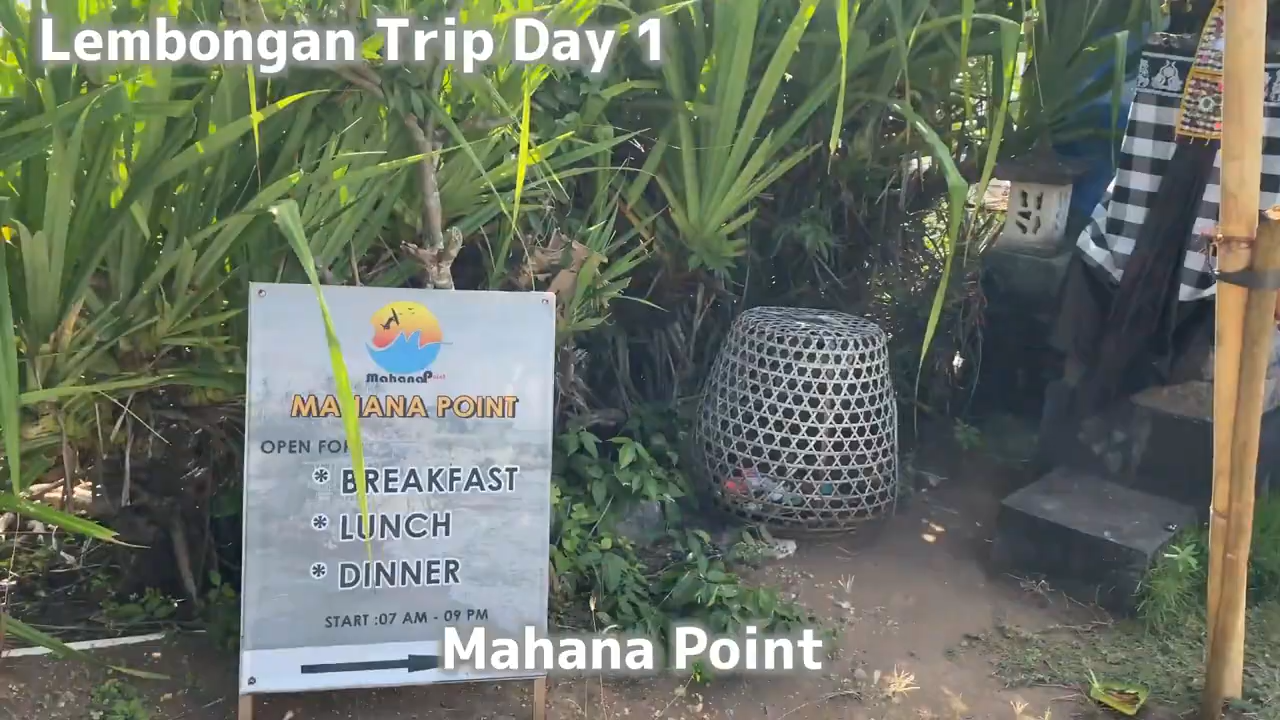 Lembongan Trip Day 1
Mahana Point
MAHANA POINT
OPEN FOR
* BREAKFAST
* LUNCH
* DINNER
START :07 AM - 09 PM
Mahana Point